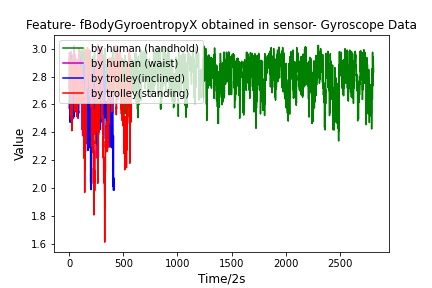 Feature- fBodyGyroentropyX obtained in sensor- Gyroscope Data
by human (handhold)
by human (waist)
by trolley(inclined)
by trolley(standing)
3.0
2.8
2.6
2.4
2.2
2.0
1.8
1.6
Value
0 500 1000 1500 2000 2500
Time/2s